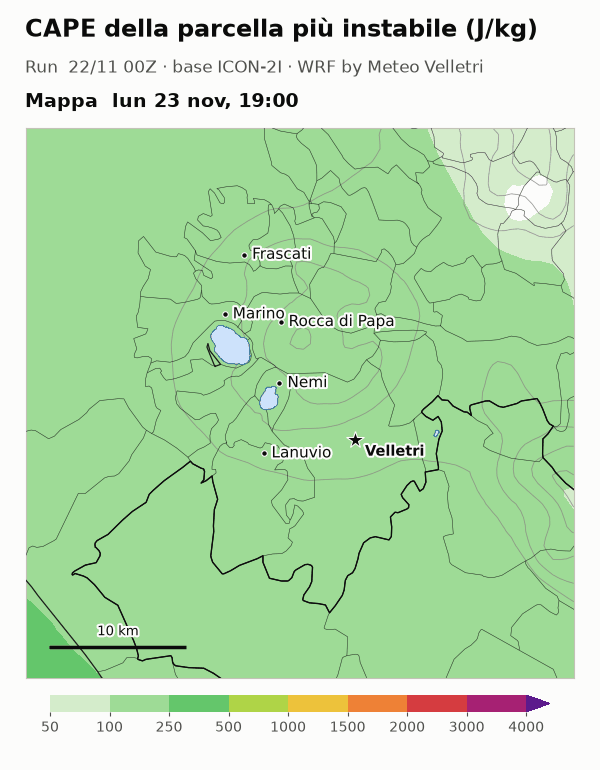 CAPE della parcella più instabile (J/kg)
Run  22/11 00Z · base ICON-2I · WRF by Meteo Velletri
Mappa  lun 23 nov, 19:00
Frascati
Marino
Rocca di Papa
Nemi
Velletri
Lanuvio
10 km
50 100 250 500 1000 1500 2000 3000 4000